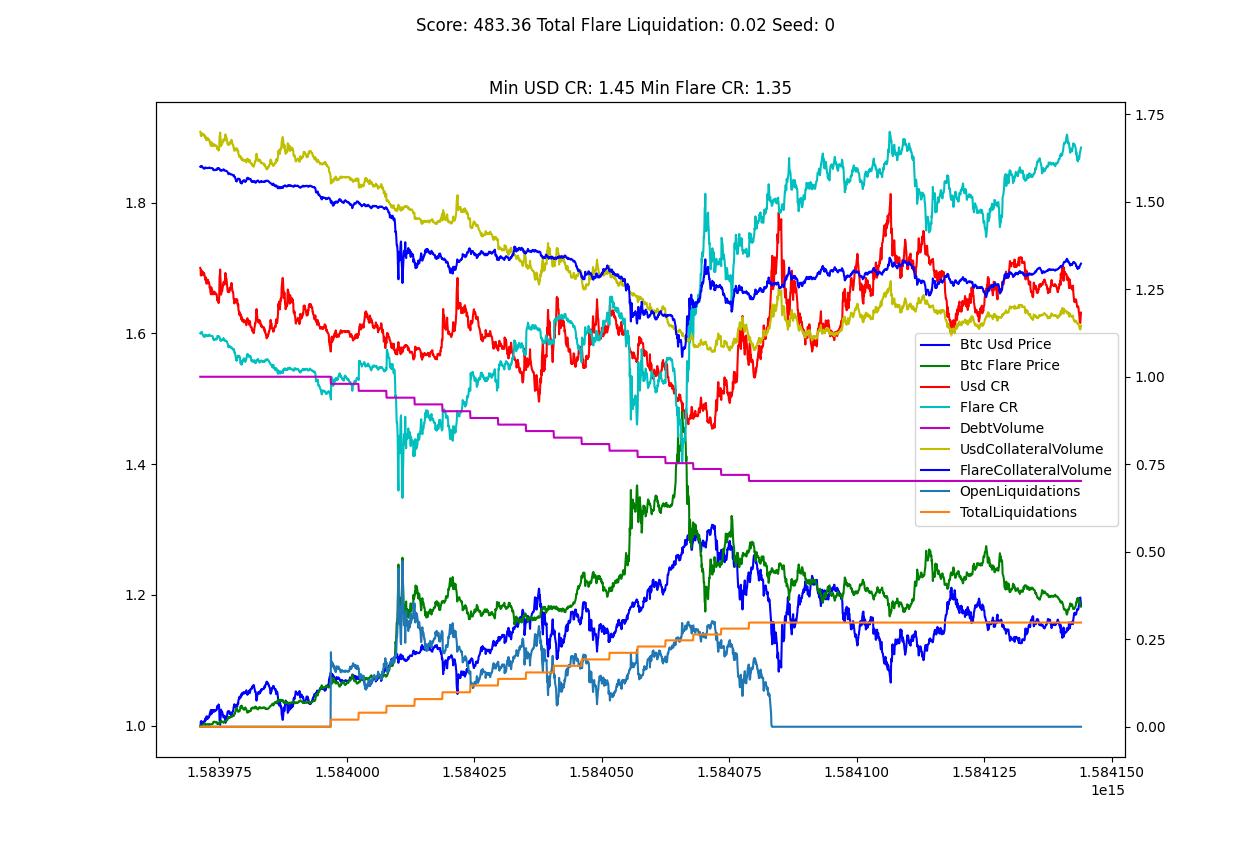 Score: 483.36 Total Flare Liquidation: 0.02 Seed: 0
Min USD CR: 1.45 Min Flare CR: 1.35
1.8
1.6
1.4
1.2
1.0
1.75
1.50
1.25
1.00
0.75
0.50
0.25
0.00
Btc Usd Price
Btc Flare Price
Usd CR
Flare CR
DebtVolume
UsdCollateralVolume
FlareCollateralVolume
OpenLiquidations
TotalLiquidations
1.583975 1.584000 1.584025 1.584050 1.584075 1.584100 1.584125 1.584150
1e15